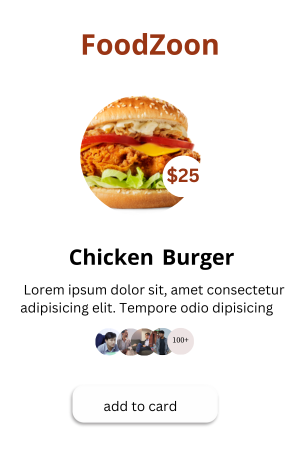 FoodZoon
$25
Chicken Burger
Lorem ipsum dolor sit, amet consectetur
adipisicing elit. Tempore odio dipisicing
100+
add to card